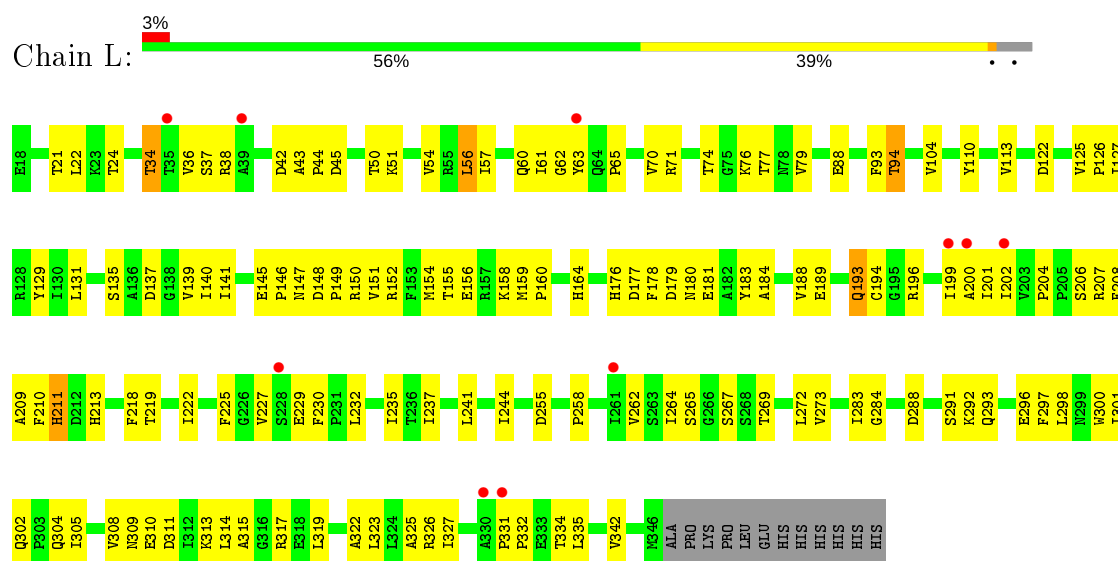 3%
Chain L:
56% 39% • •
E18 T21 L22 K23 T24 T34 T35 V36 S37 R38 A39 D42 A43 P44 D45 T50 K51 V54 R55 L56 I57 Q60 I61 G62 Y63 Q64 P65 V70 R71 T74 G75 K76 T77 N78 V79 E88 F93 T94 V104 Y110 V113 D122 V125 P126
R128 Y129 I130 L131 S135 A136 D137 G138 V139 I140 I141 E145 P146 N147 D148 P149 R150 V151 R152 F153 M154 T155 E156 R157 K158 M159 P160 H164 H176 D177 F178 D179 N180 E181 A182 Y183 A184 V188 E189 Q193 C194 G195 R196 I199 A200 I201 I202 V203 P204 P205 S206 R207
A209 F210 H211 D212 H213 F218 T219 I222 F225 G226 V227 S228 E229 F230 P231 L232 I235 T236 I237 L241 I244 D255 P258 I261 V262 S263 I264 S265 G266 S267 S268 T269 L272 V273 I283 G284 D288 S291 K292 Q293 E296 F297 L298 N299 W300
Q302 P303 Q304 I305 V308 N309 E310 D311 I312 K313 L314 A315 G316 R317 E318 L319 A322 L323 L324 A325 R326 I327 A330 P331 P332 E333 T334 L335 V342 M346 ALA PRO LYS PRO LEU GLU HIS HIS HIS HIS HIS HIS